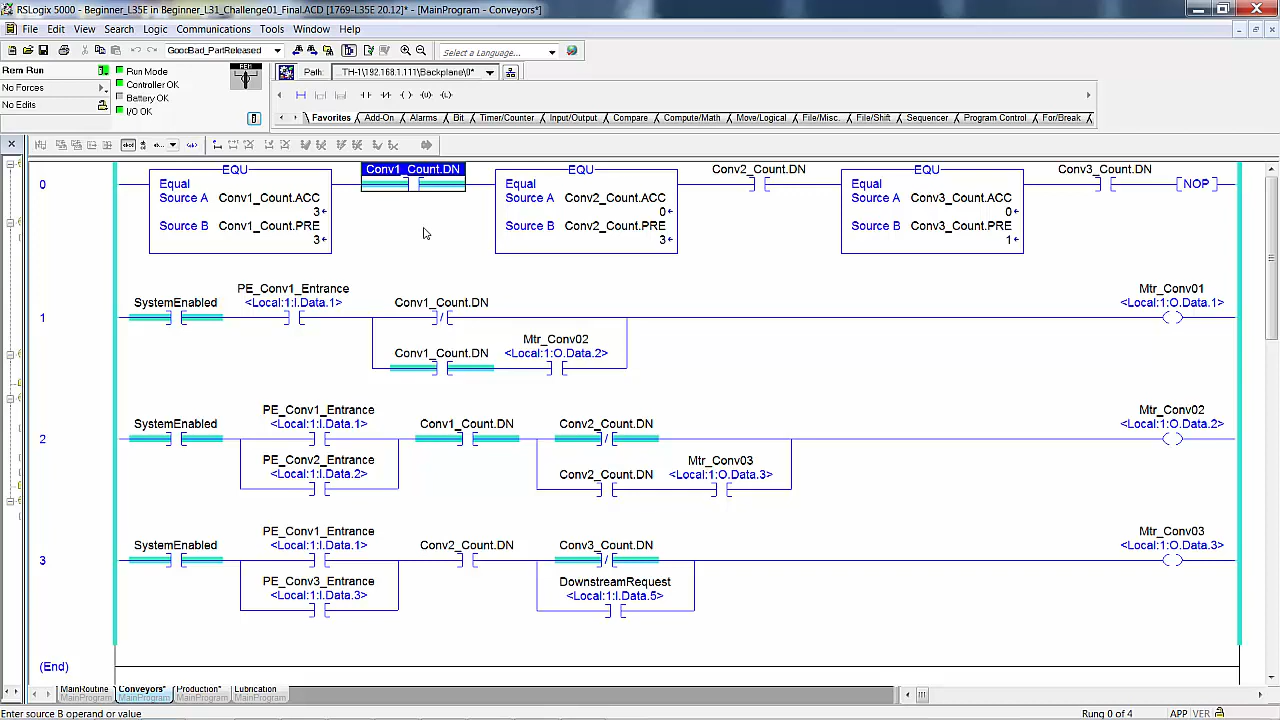 RSLogix 5000 - Beginner_L35E in Beginner_L31_Challenge01_Final.ACD [1769-L35E 20.12]* - [MainProgram - Conveyors*]
File Edit View Search Logic Communications Tools Window Help
GoodBad_PartReleased
Select a Language...
Rem Run
Run Mode
No Forces
Controller OK
Battery OK
No Edits
I/O OK
REM
Path: ...TH-1\192.168.1.111\Backplane\0*
Favorites Add-On Alarms Bit Timer/Counter Input/Output Compare Compute/Math Move/Logical File/Misc. File/Shift Sequencer Program Control For/Break
0
EQU
Equal
Source A Conv1_Count.ACC
3
Source B Conv1_Count.PRE
3
Conv1_Count.DN
EQU
Equal
Source A Conv2_Count.ACC
0
Source B Conv2_Count.PRE
3
Conv2_Count.DN
EQU
Equal
Source A Conv3_Count.ACC
0
Source B Conv3_Count.PRE
1
Conv3_Count.DN
NOP
1
SystemEnabled
PE_Conv1_Entrance
<Local:1:I.Data.1>
Conv1_Count.DN
Mtr_Conv01
<Local:1:O.Data.1>
Conv1_Count.DN
Mtr_Conv02
<Local:1:O.Data.2>
2
SystemEnabled
PE_Conv1_Entrance
<Local:1:I.Data.1>
Conv1_Count.DN
Conv2_Count.DN
Mtr_Conv02
<Local:1:O.Data.2>
PE_Conv2_Entrance
<Local:1:I.Data.2>
Conv2_Count.DN
Mtr_Conv03
<Local:1:O.Data.3>
3
SystemEnabled
PE_Conv1_Entrance
<Local:1:I.Data.1>
Conv2_Count.DN
Conv3_Count.DN
Mtr_Conv03
<Local:1:O.Data.3>
PE_Conv3_Entrance
<Local:1:I.Data.3>
DownstreamRequest
<Local:1:I.Data.5>
(End)
MainRoutine Conveyors* Production* Lubrication
MainProgram MainProgram MainProgram MainProgram
Enter source B operand or value
Rung 0 of 4 APP VER